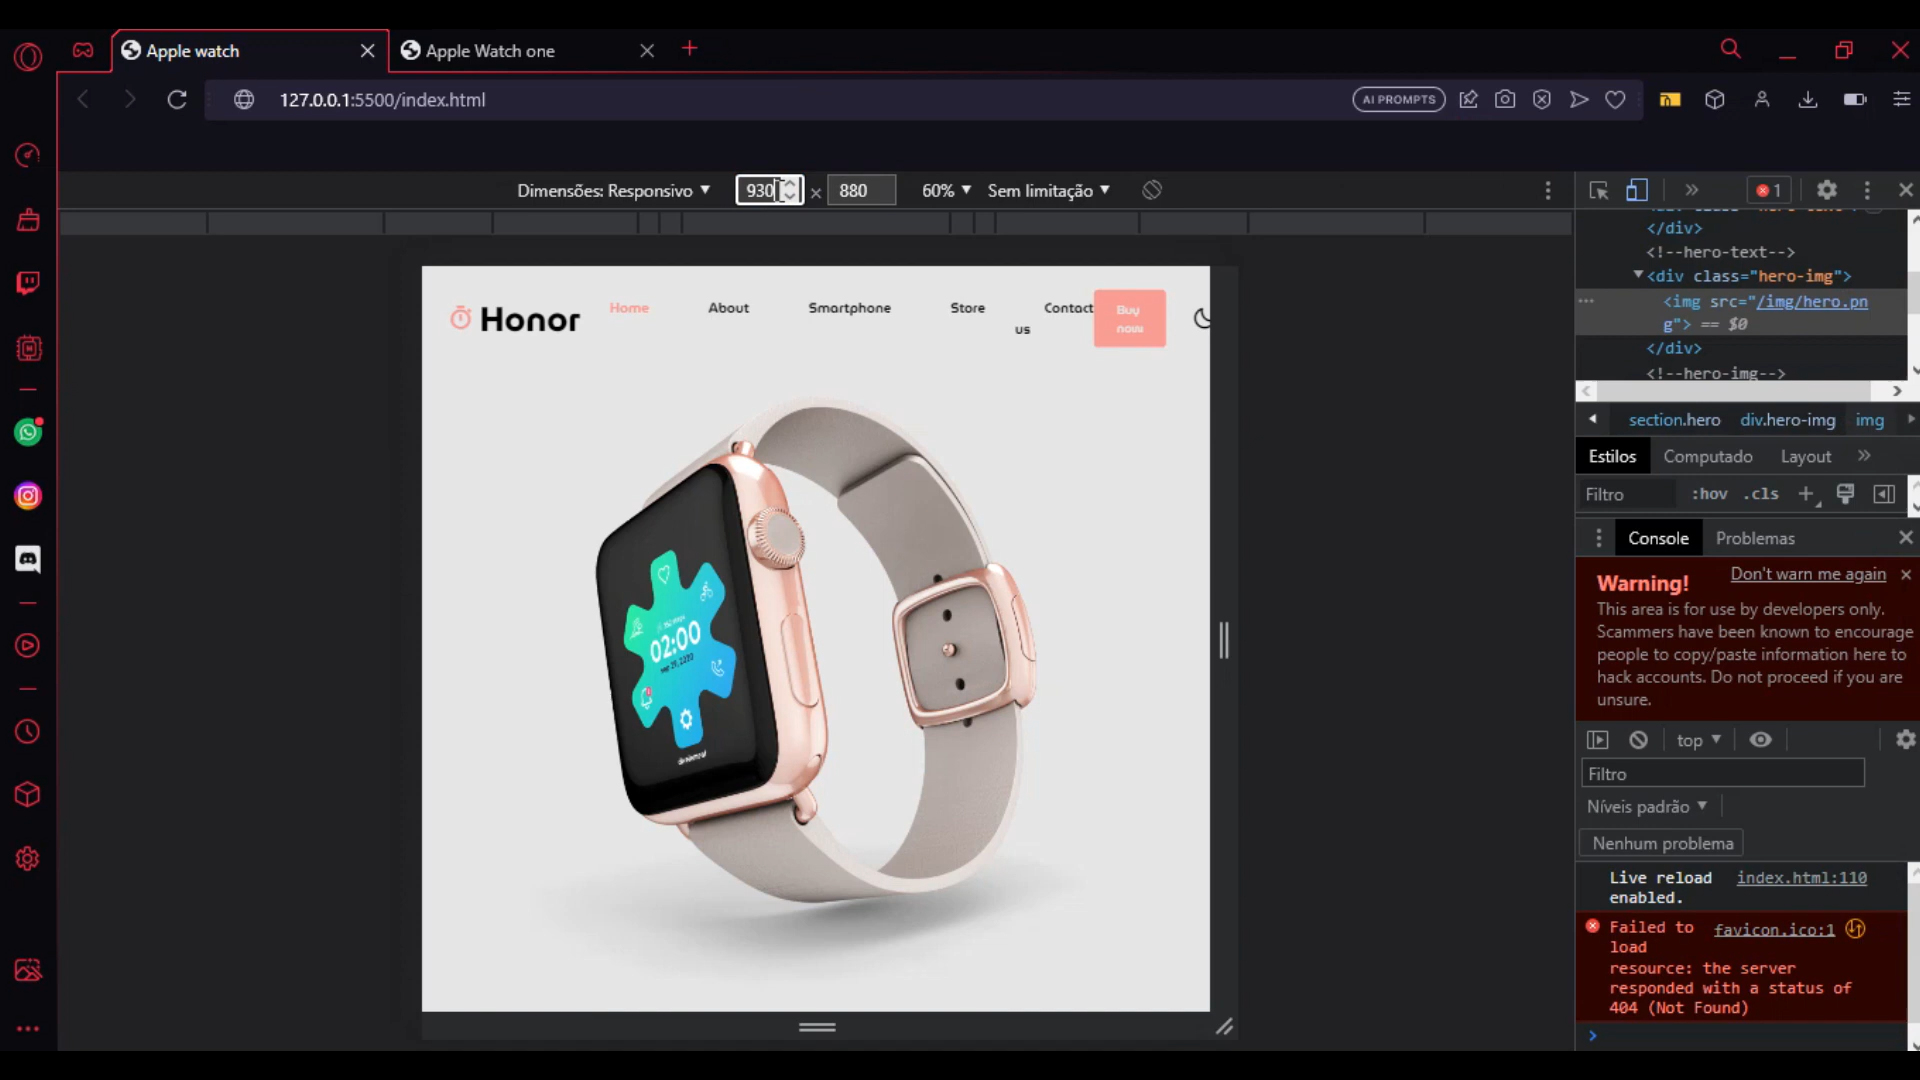 Apple watch
Apple Watch one
127.0.0.1:5500/index.html
AI PROMPTS
Dimensões: Responsivo
930
×
880
60%
Sem limitação
1
</div>
<!--hero-text-->
<div class="hero-img">
<img src="/img/hero.pn
g"> == $0
</div>
<!--hero-img-->
section.hero
div.hero-img
img
Estilos
Computado
Layout
Filtro
:hov
.cls
Console
Problemas
Warning!
Don't warn me again
This area is for use by developers only.
Scammers have been known to encourage
people to copy/paste information here to
hack accounts. Do not proceed if you are
unsure.
top
Filtro
Níveis padrão
Nenhum problema
Live reload
index.html:110
enabled.
Failed to
favicon.ico:1
load
resource: the server
responded with a status of
404 (Not Found)
Honor
Home
About
Smartphone
Store
Contact
us
Buy
now
02:00